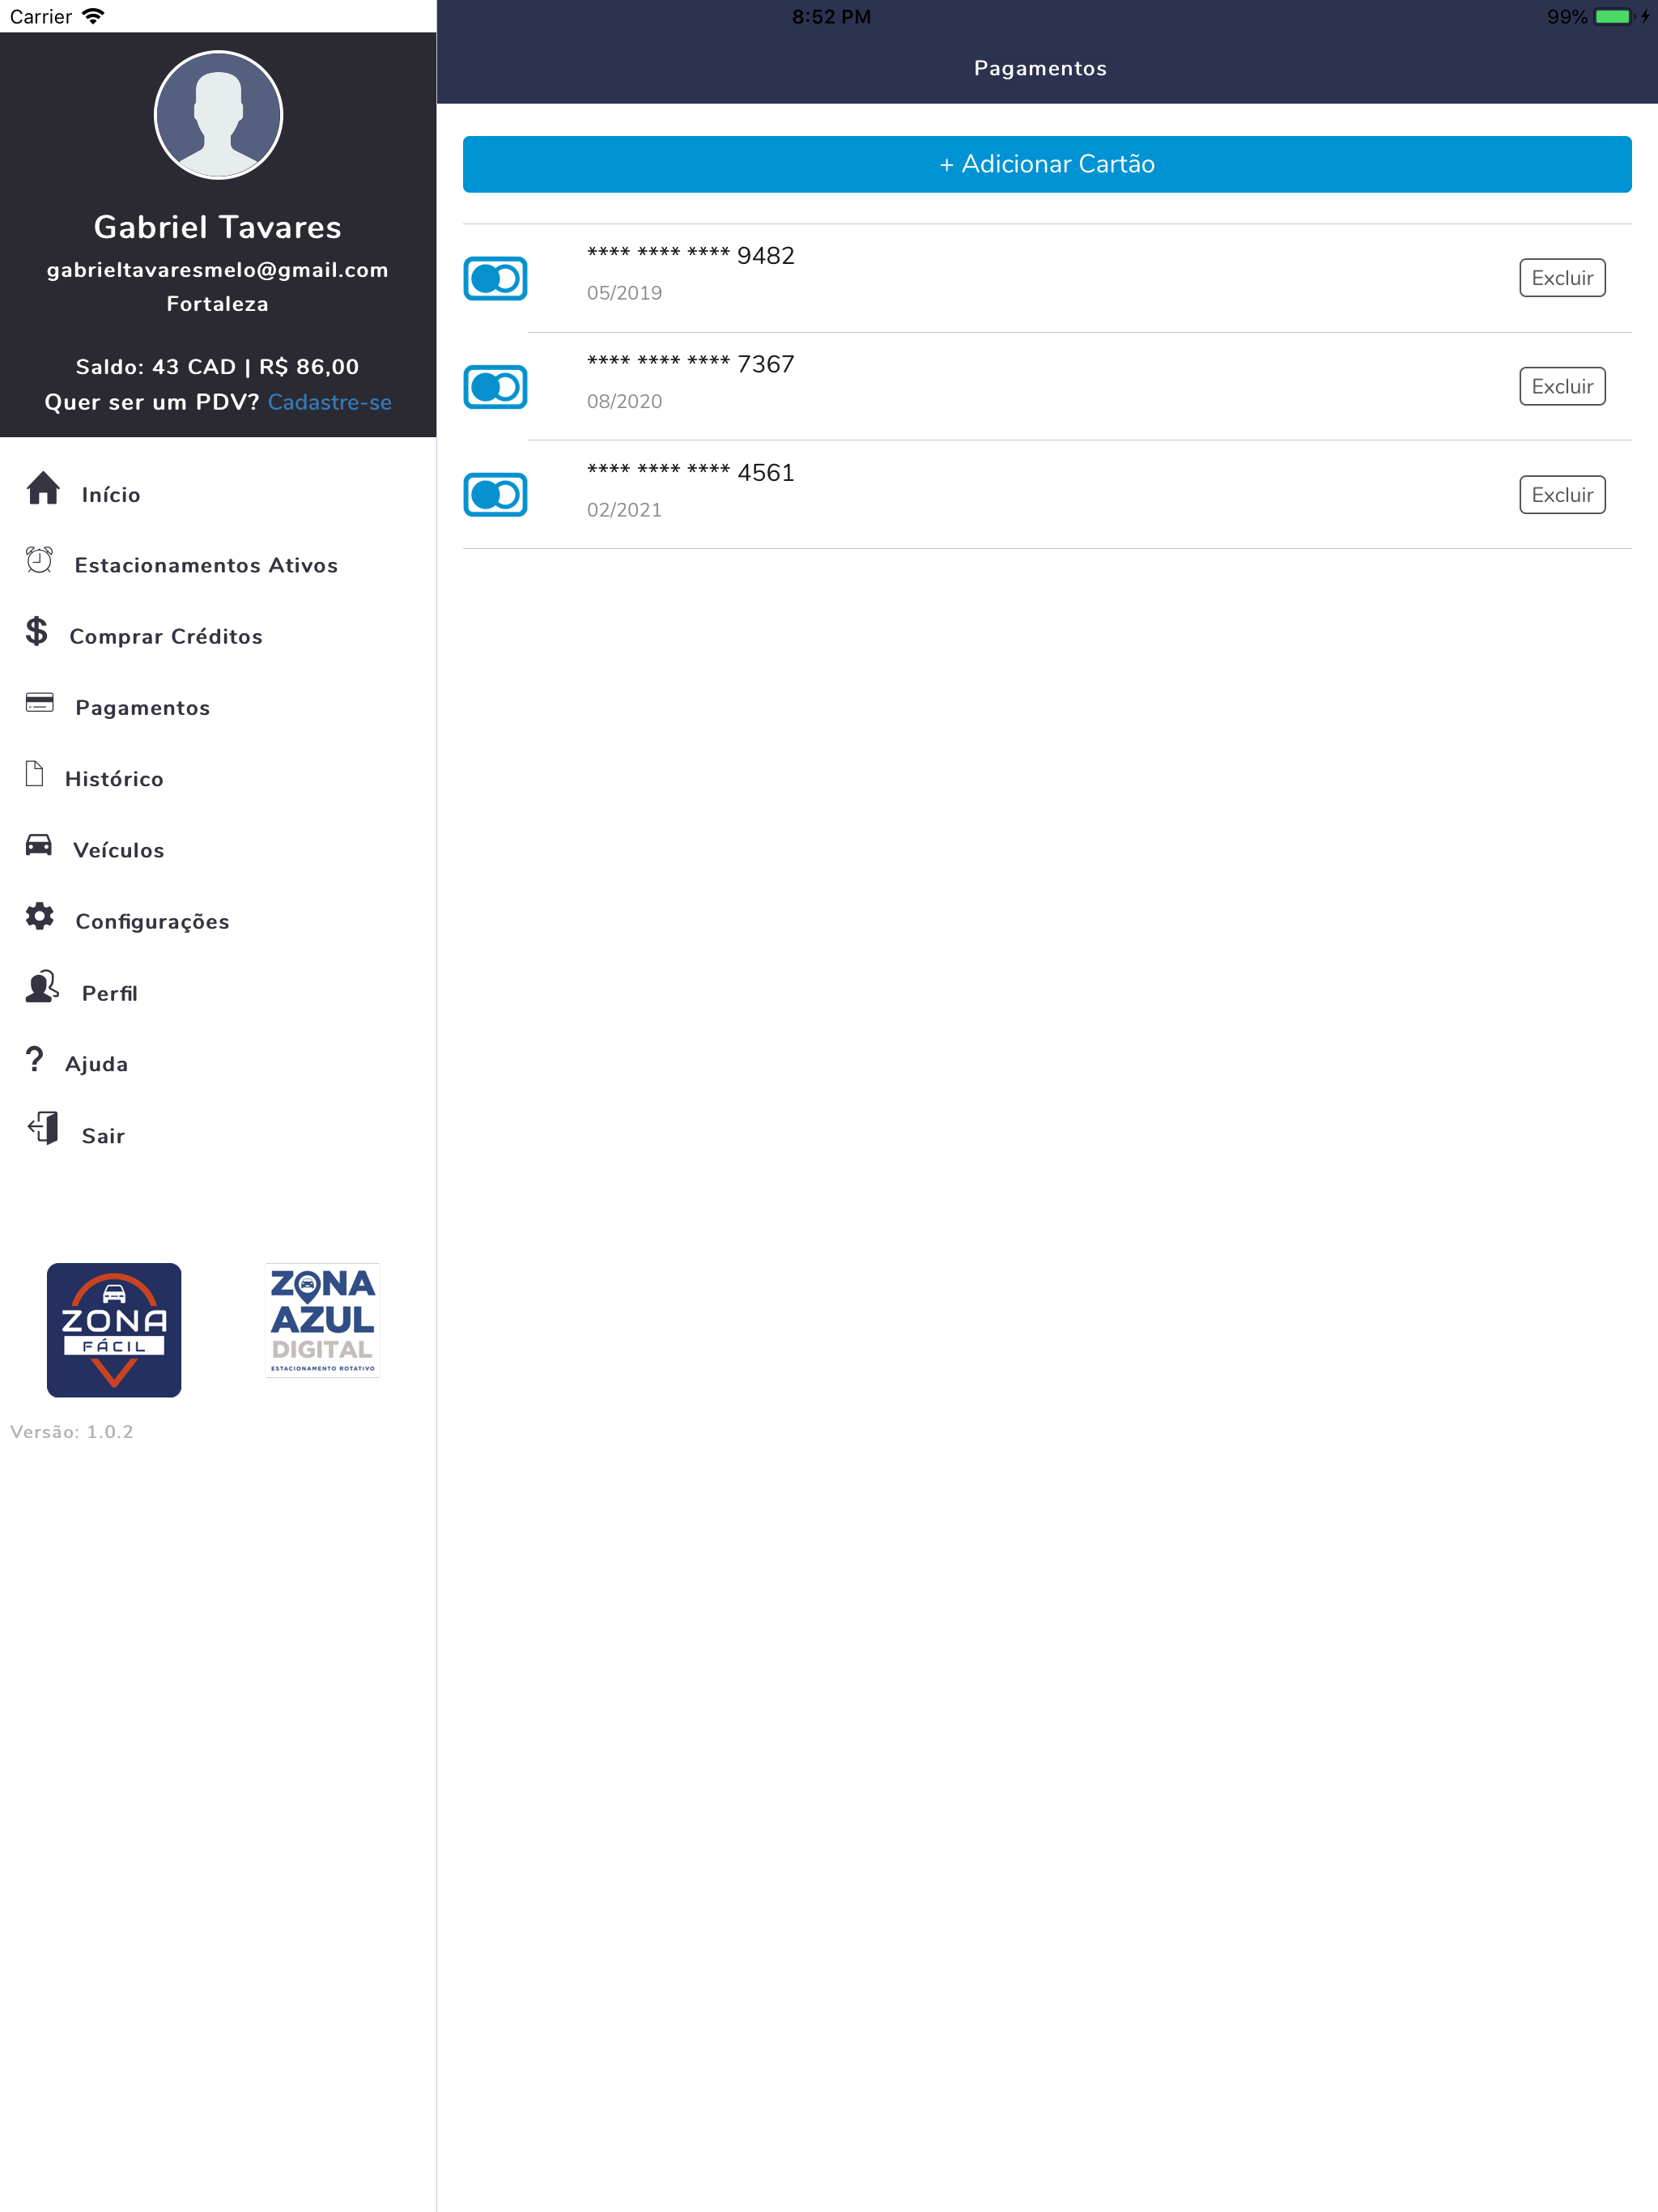 Carrier
8:52 PM
99%
Gabriel Tavares
gabrieltavaresmelo@gmail.com
Fortaleza
Saldo: 43 CAD | R$ 86,00
Quer ser um PDV? Cadastre-se
Início
Estacionamentos Ativos
Comprar Créditos
Pagamentos
Histórico
Veículos
Configurações
Perfil
Ajuda
Sair
ZONA
FÁCIL
ZONA
AZUL
DIGITAL
ESTACIONAMENTO ROTATIVO
Versão: 1.0.2
Pagamentos
+ Adicionar Cartão
**** **** **** 9482
05/2019
Excluir
**** **** **** 7367
08/2020
Excluir
**** **** **** 4561
02/2021
Excluir